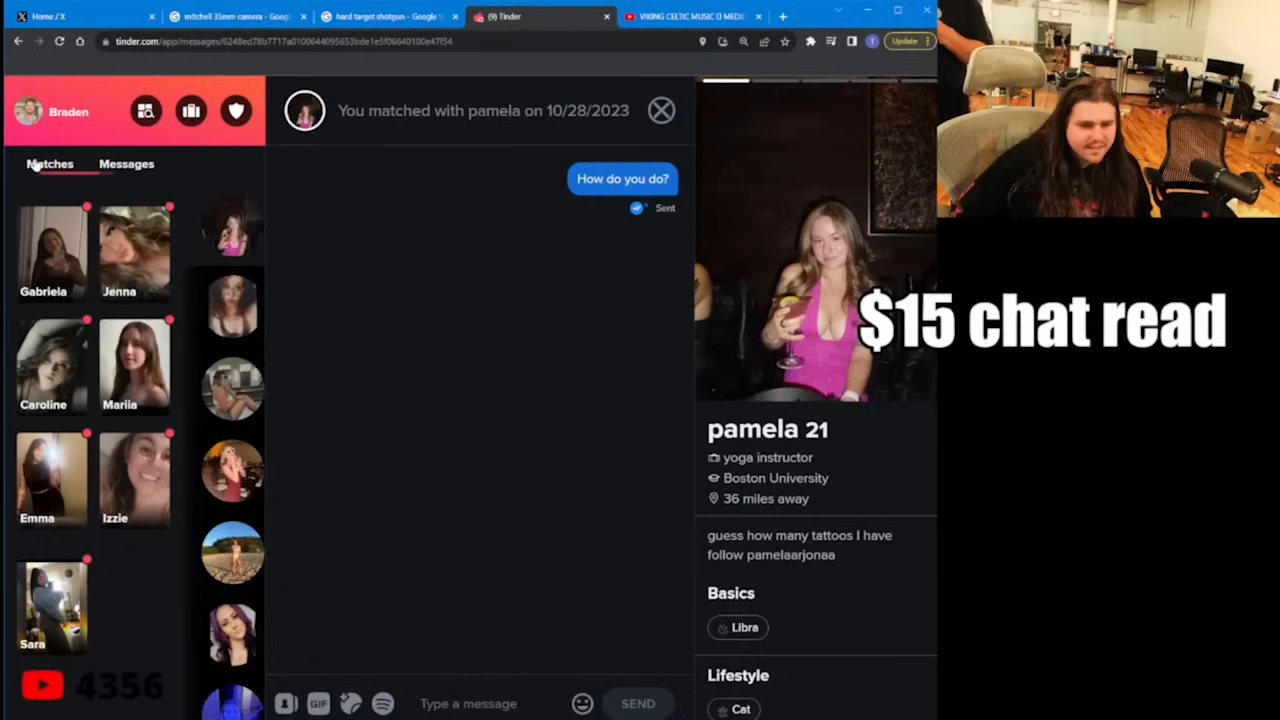 Home / X
mitchell 35mm camera - Googl
hard target shotgun - Google S
(9) Tinder
VIKING CELTIC MUSIC
MEDIE
tinder.com/app/messages/6248ed78b7717a0100644095653bde1e5f06640100e47f54
Update
Braden
You matched with pamela on 10/28/2023
Matches
Messages
How do you do?
Sent
Gabriela
Jenna
Caroline
Mariia
Emma
Izzie
Sara
4356
$15 chat read
pamela 21
yoga instructor
Boston University
36 miles away
guess how many tattoos I have
follow pamelaarjonaa
Basics
Libra
Lifestyle
Cat
GIF
Type a message
SEND